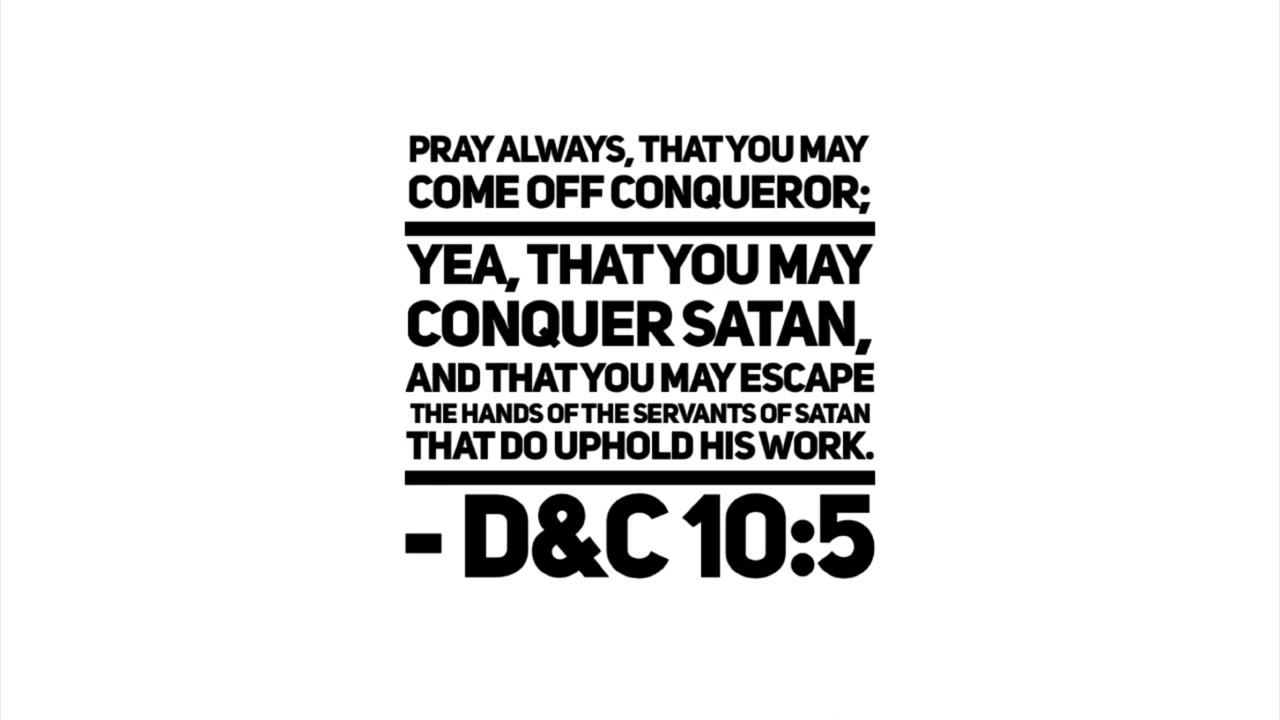 PRAY ALWAYS, THAT YOU MAY
COME OFF CONQUEROR;
YEA, THAT YOU MAY
CONQUER SATAN,
AND THAT YOU MAY ESCAPE
THE HANDS OF THE SERVANTS OF SATAN
THAT DO UPHOLD HIS WORK.
- D&C 10:5